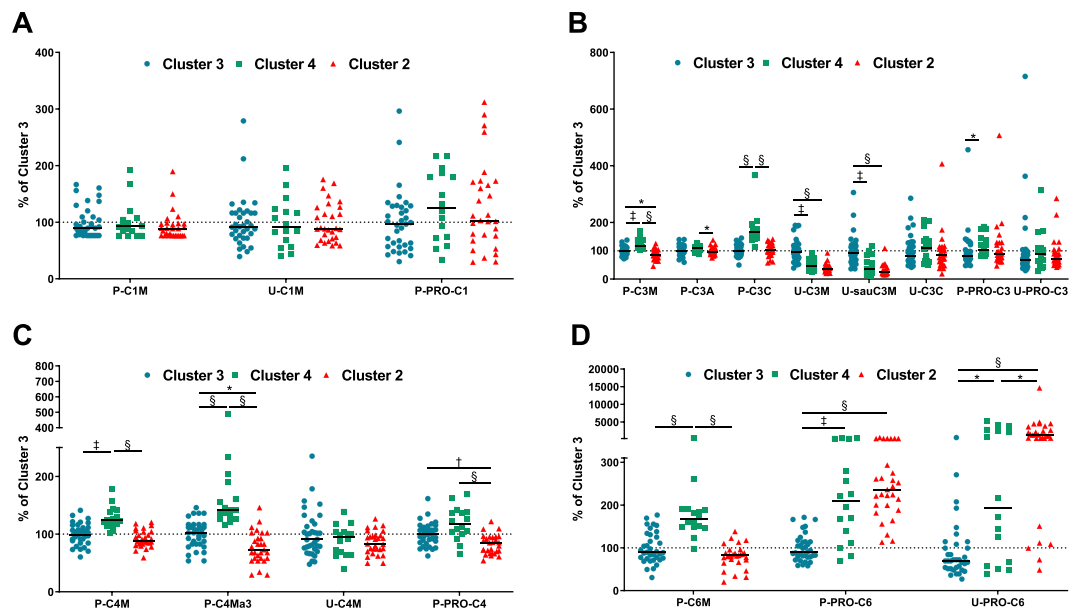 A
400
300
200
100
0
% of Cluster 3
Cluster 3 Cluster 4 Cluster 2
P-C1M U-C1M P-PRO-C1
B
800
600
400
200
100
0
% of Cluster 3
Cluster 3 Cluster 4 Cluster 2
* ‡ § * § § ‡ § ‡ § *
P-C3M P-C3A P-C3C U-C3M U-sauC3M U-C3C P-PRO-C3 U-PRO-C3
C
800
700
600
500
400
300
200
100
0
% of Cluster 3
Cluster 3 Cluster 4 Cluster 2
‡ § * § § † §
P-C4M P-C4Ma3 U-C4M P-PRO-C4
D
20000
15000
10000
5000
300
200
100
0
% of Cluster 3
Cluster 3 Cluster 4 Cluster 2
§ § § ‡ § * *
P-C6M P-PRO-C6 U-PRO-C6